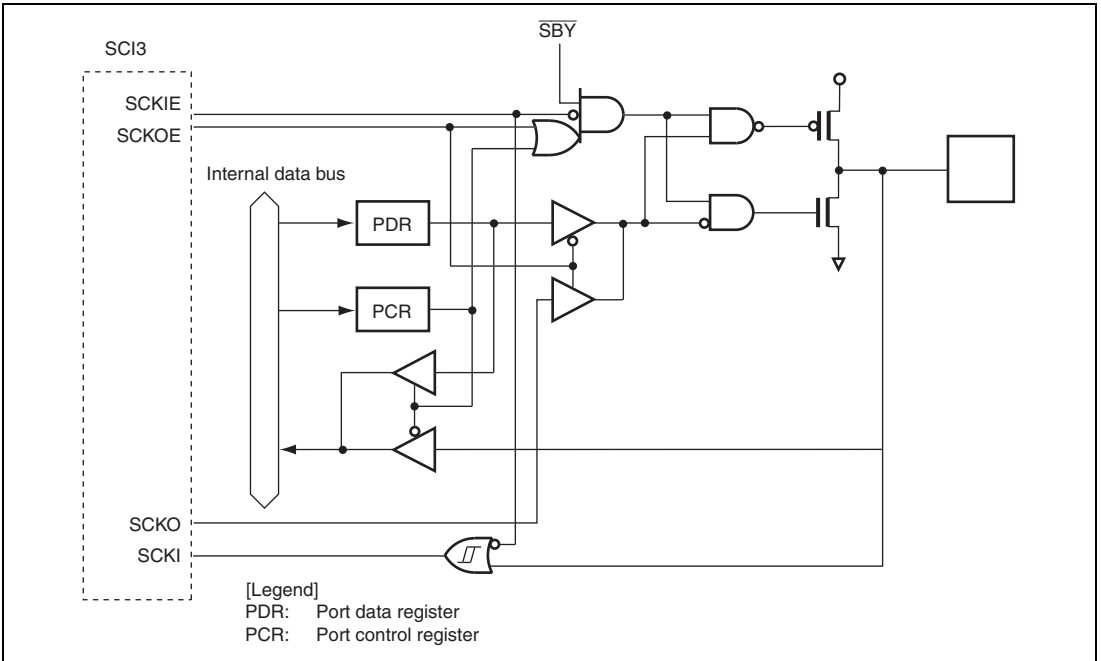 SBY
SCI3
SCKIE
SCKOE
Internal data bus
PDR
PCR
SCKO
SCKI
[Legend]
PDR: Port data register
PCR: Port control register